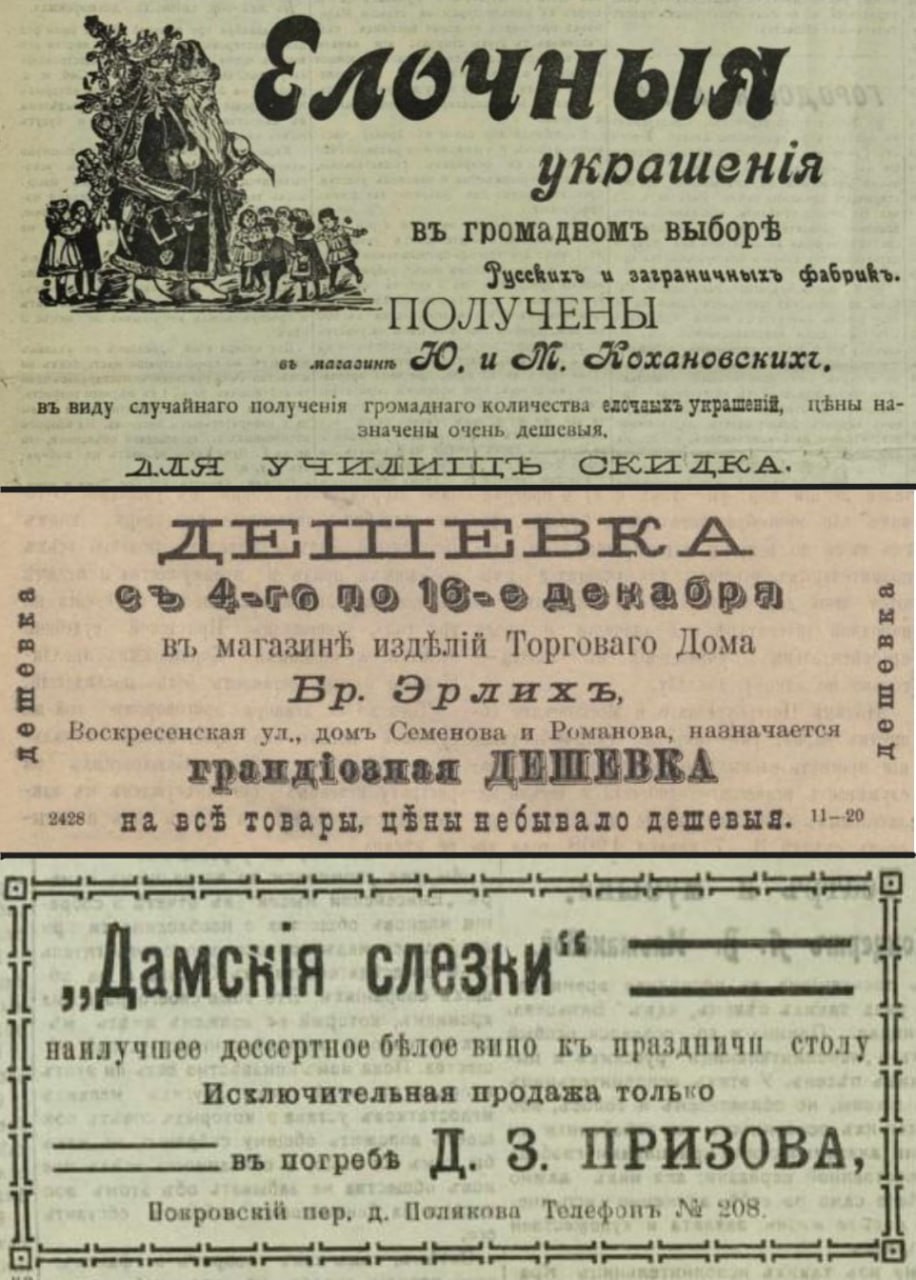 Елочныя
украшенія
въ громадномъ выборѣ
Русскихъ и заграничныхъ фабрикъ.
ПОЛУЧЕНЫ
въ магазинѣ Ю. и М. Кохановскихъ.
въ виду случайнаго полученія громаднаго количества елочныхъ украшеній, цѣны на-
значены очень дешевыя.
ДЛЯ УЧИЛИЩЪ СКИДКА.
ДЕШЕВКА
съ 4-го по 16-е декабря
въ магазинѣ издѣлій Торговаго Дома
Бр. Эрлихъ,
Воскресенская ул., домъ Семенова и Романова, назначается
грандіозная ДЕШЕВКА
2428 на всѣ товары, цѣны небывало дешевыя. 11—20
дешевка
дешевка
„Дамскія слезки“
наилучшее дессертное бѣлое вино къ праздничн столу
Исключительная продажа только
въ погребѣ Д. З. ПРИЗОВА,
Покровскій пер. д. Полякова Телефонъ № 208.